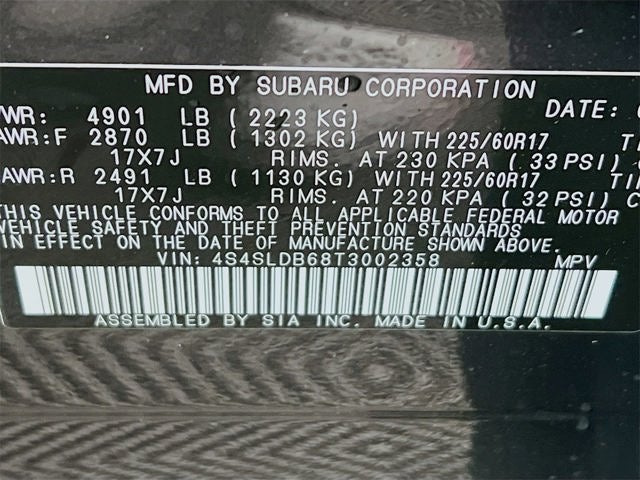 MFD BY SUBARU CORPORATION
VWR: 4901 LB ( 2223 KG) DATE:
AWR:F 2870 LB ( 1302 KG) WITH 225/60R17
17X7J RIMS. AT 230 KPA ( 33 PSI)
AWR:R 2491 LB ( 1130 KG) WITH 225/60R17
17X7J RIMS. AT 220 KPA ( 32 PSI) C
THIS VEHICLE CONFORMS TO ALL APPLICABLE FEDERAL MOTOR
VEHICLE SAFETY AND THEFT PREVENTION STANDARDS
IN EFFECT ON THE DATE OF MANUFACTURE SHOWN ABOVE.
VIN: 4S4SLDB68T3002358 MPV
ASSEMBLED BY SIA INC. MADE IN U.S.A.